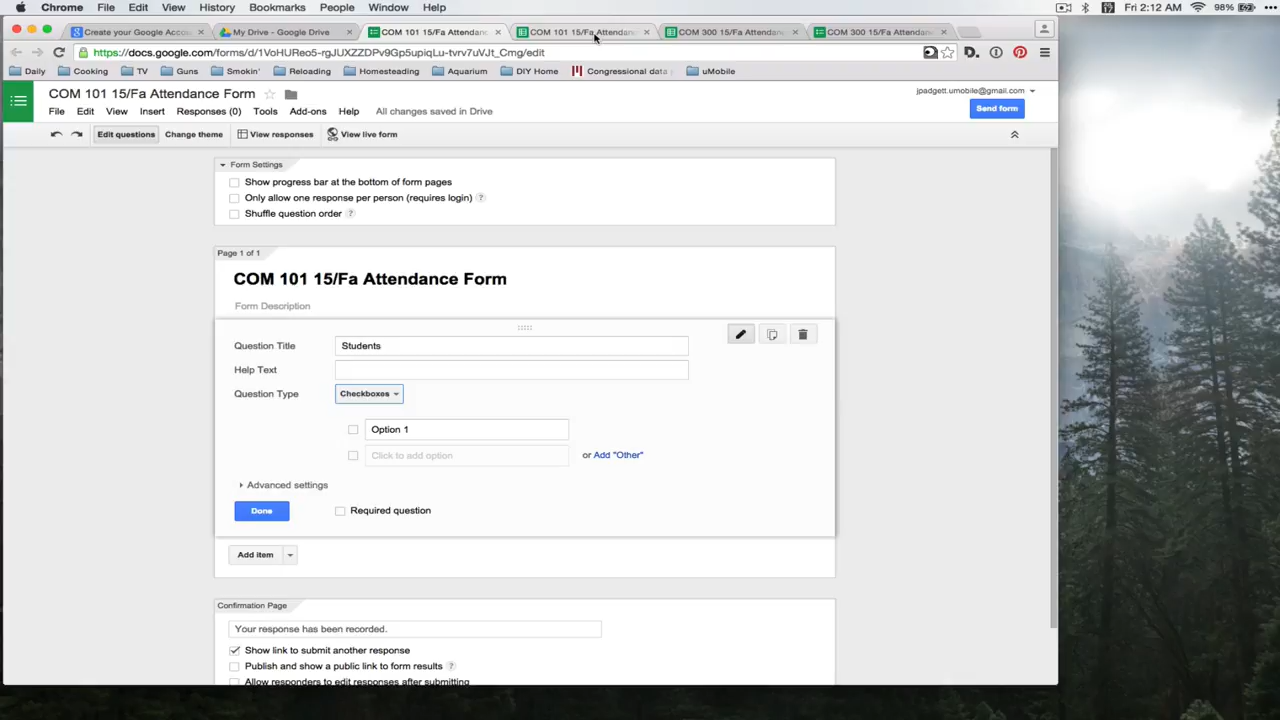 Chrome File Edit View History Bookmarks People Window Help Fri 2:12 AM 98%
Create your Google Accou My Drive - Google Drive COM 101 15/Fa Attendanc COM 101 15/Fa Attendanc COM 300 15/Fa Attendanc COM 300 15/Fa Attendanc
https://docs.google.com/forms/d/1VoHUReo5-rgJUXZZDPv9Gp5upiqLu-tvrv7uVJt_Cmg/edit
Daily Cooking TV Guns Smokin' Reloading Homesteading Aquarium DIY Home Congressional data uMobile
COM 101 15/Fa Attendance Form
jpadgett.umobile@gmail.com
File Edit View Insert Responses (0) Tools Add-ons Help All changes saved in Drive
Send form
Edit questions Change theme View responses View live form
Form Settings
Show progress bar at the bottom of form pages
Only allow one response per person (requires login) ?
Shuffle question order ?
Page 1 of 1
COM 101 15/Fa Attendance Form
Form Description
Question Title Students
Help Text
Question Type Checkboxes
Option 1
Click to add option or Add "Other"
Advanced settings
Done Required question
Add item
Confirmation Page
Your response has been recorded.
Show link to submit another response
Publish and show a public link to form results ?
Allow responders to edit responses after submitting